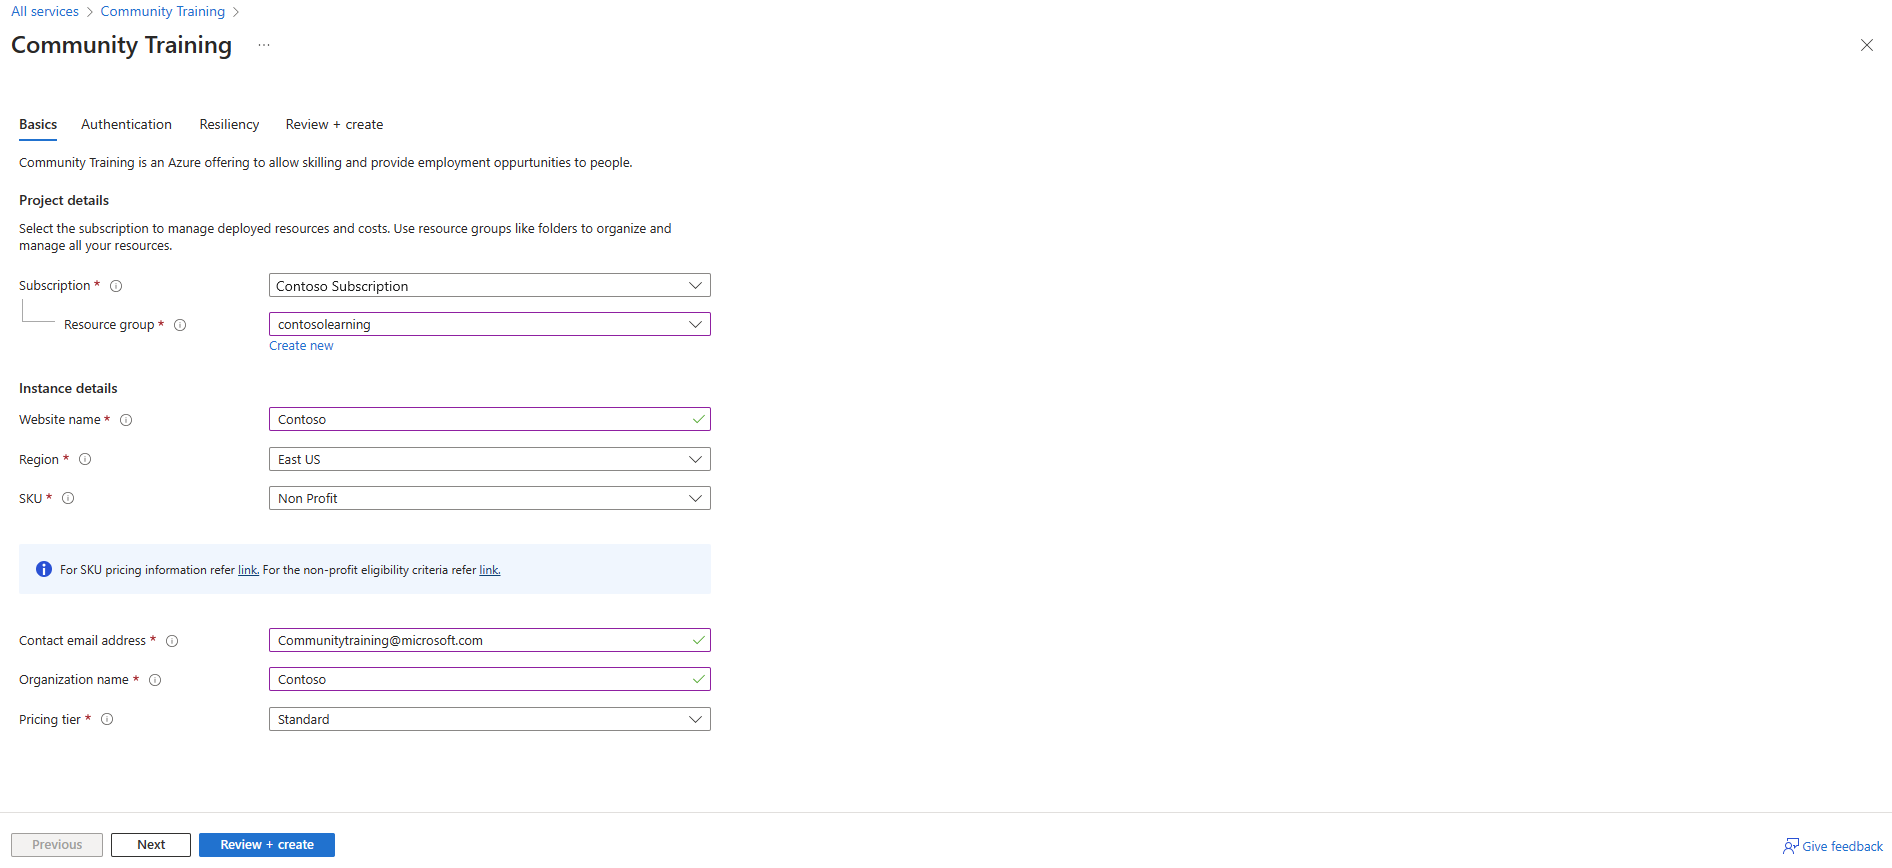 All services > Community Training >
Community Training ...
Basics Authentication Resiliency Review + create
Community Training is an Azure offering to allow skilling and provide employment oppurtunities to people.
Project details
Select the subscription to manage deployed resources and costs. Use resource groups like folders to organize and
manage all your resources.
Subscription * Contoso Subscription
Resource group * contosolearning
Create new
Instance details
Website name * Contoso
Region * East US
SKU * Non Profit
For SKU pricing information refer link. For the non-profit eligibility criteria refer link.
Contact email address * Communitytraining@microsoft.com
Organization name * Contoso
Pricing tier * Standard
Previous Next Review + create Give feedback